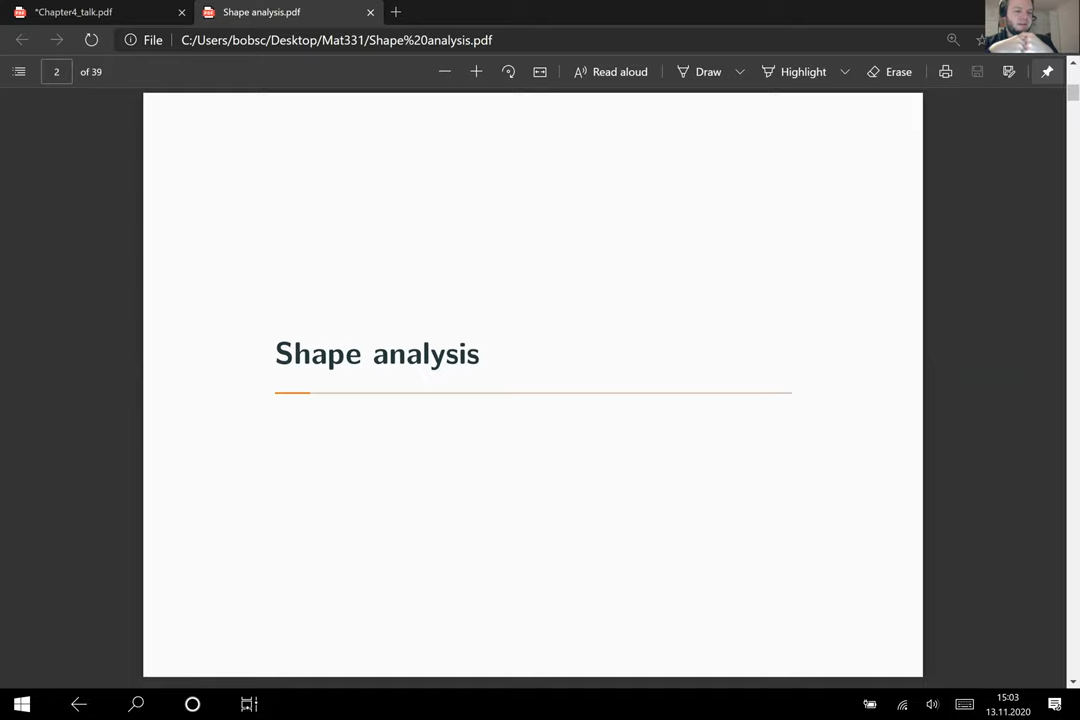 *Chapter4_talk.pdf
Shape analysis.pdf
File
C:/Users/bobsc/Desktop/Mat331/Shape%20analysis.pdf
2 of 39
Read aloud
Draw
Highlight
Erase
Shape analysis
15:03
13.11.2020